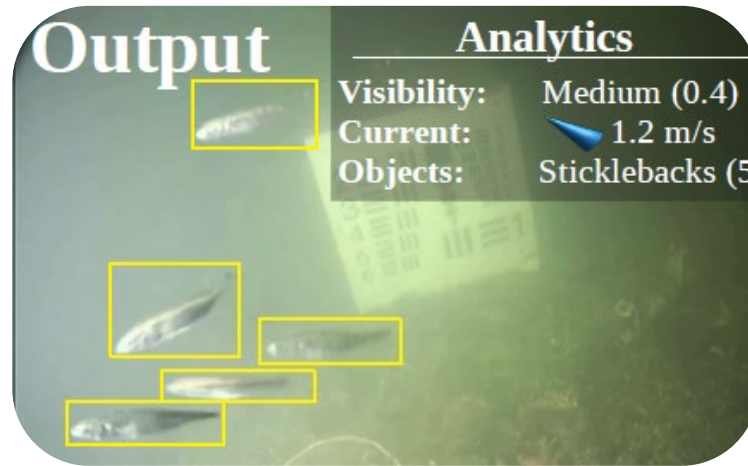 Output
Analytics
Visibility: Medium (0.4)
Current: 1.2 m/s
Objects: Sticklebacks (5